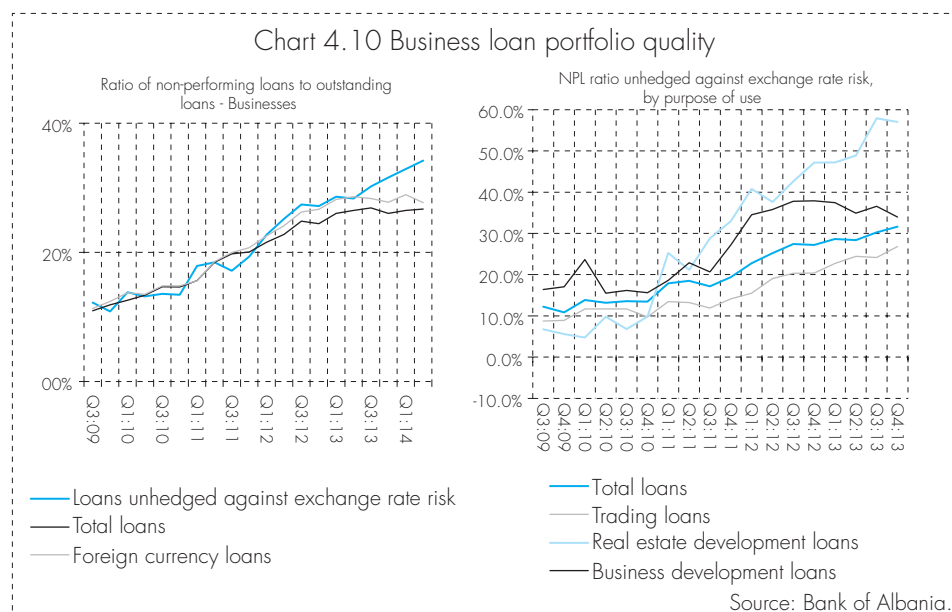 Chart 4.10 Business loan portfolio quality
Ratio of non-performing loans to outstanding
loans - Businesses
40%
20%
00%
Q3:09
Q1:10
Q3:10
Q1:11
Q3:11
Q1:12
Q3:12
Q1:13
Q3:13
Q1:14
Loans unhedged against exchange rate risk
Total loans
Foreign currency loans
NPL ratio unhedged against exchange rate risk,
by purpose of use
60.0%
50.0%
40.0%
30.0%
20.0%
10.0%
0.0%
-10.0%
Q3:09
Q4:09
Q1:10
Q2:10
Q3:10
Q4:10
Q1:11
Q2:11
Q3:11
Q4:11
Q1:12
Q2:12
Q3:12
Q4:12
Q1:13
Q2:13
Q3:13
Q4:13
Total loans
Trading loans
Real estate development loans
Business development loans
Source: Bank of Albania.